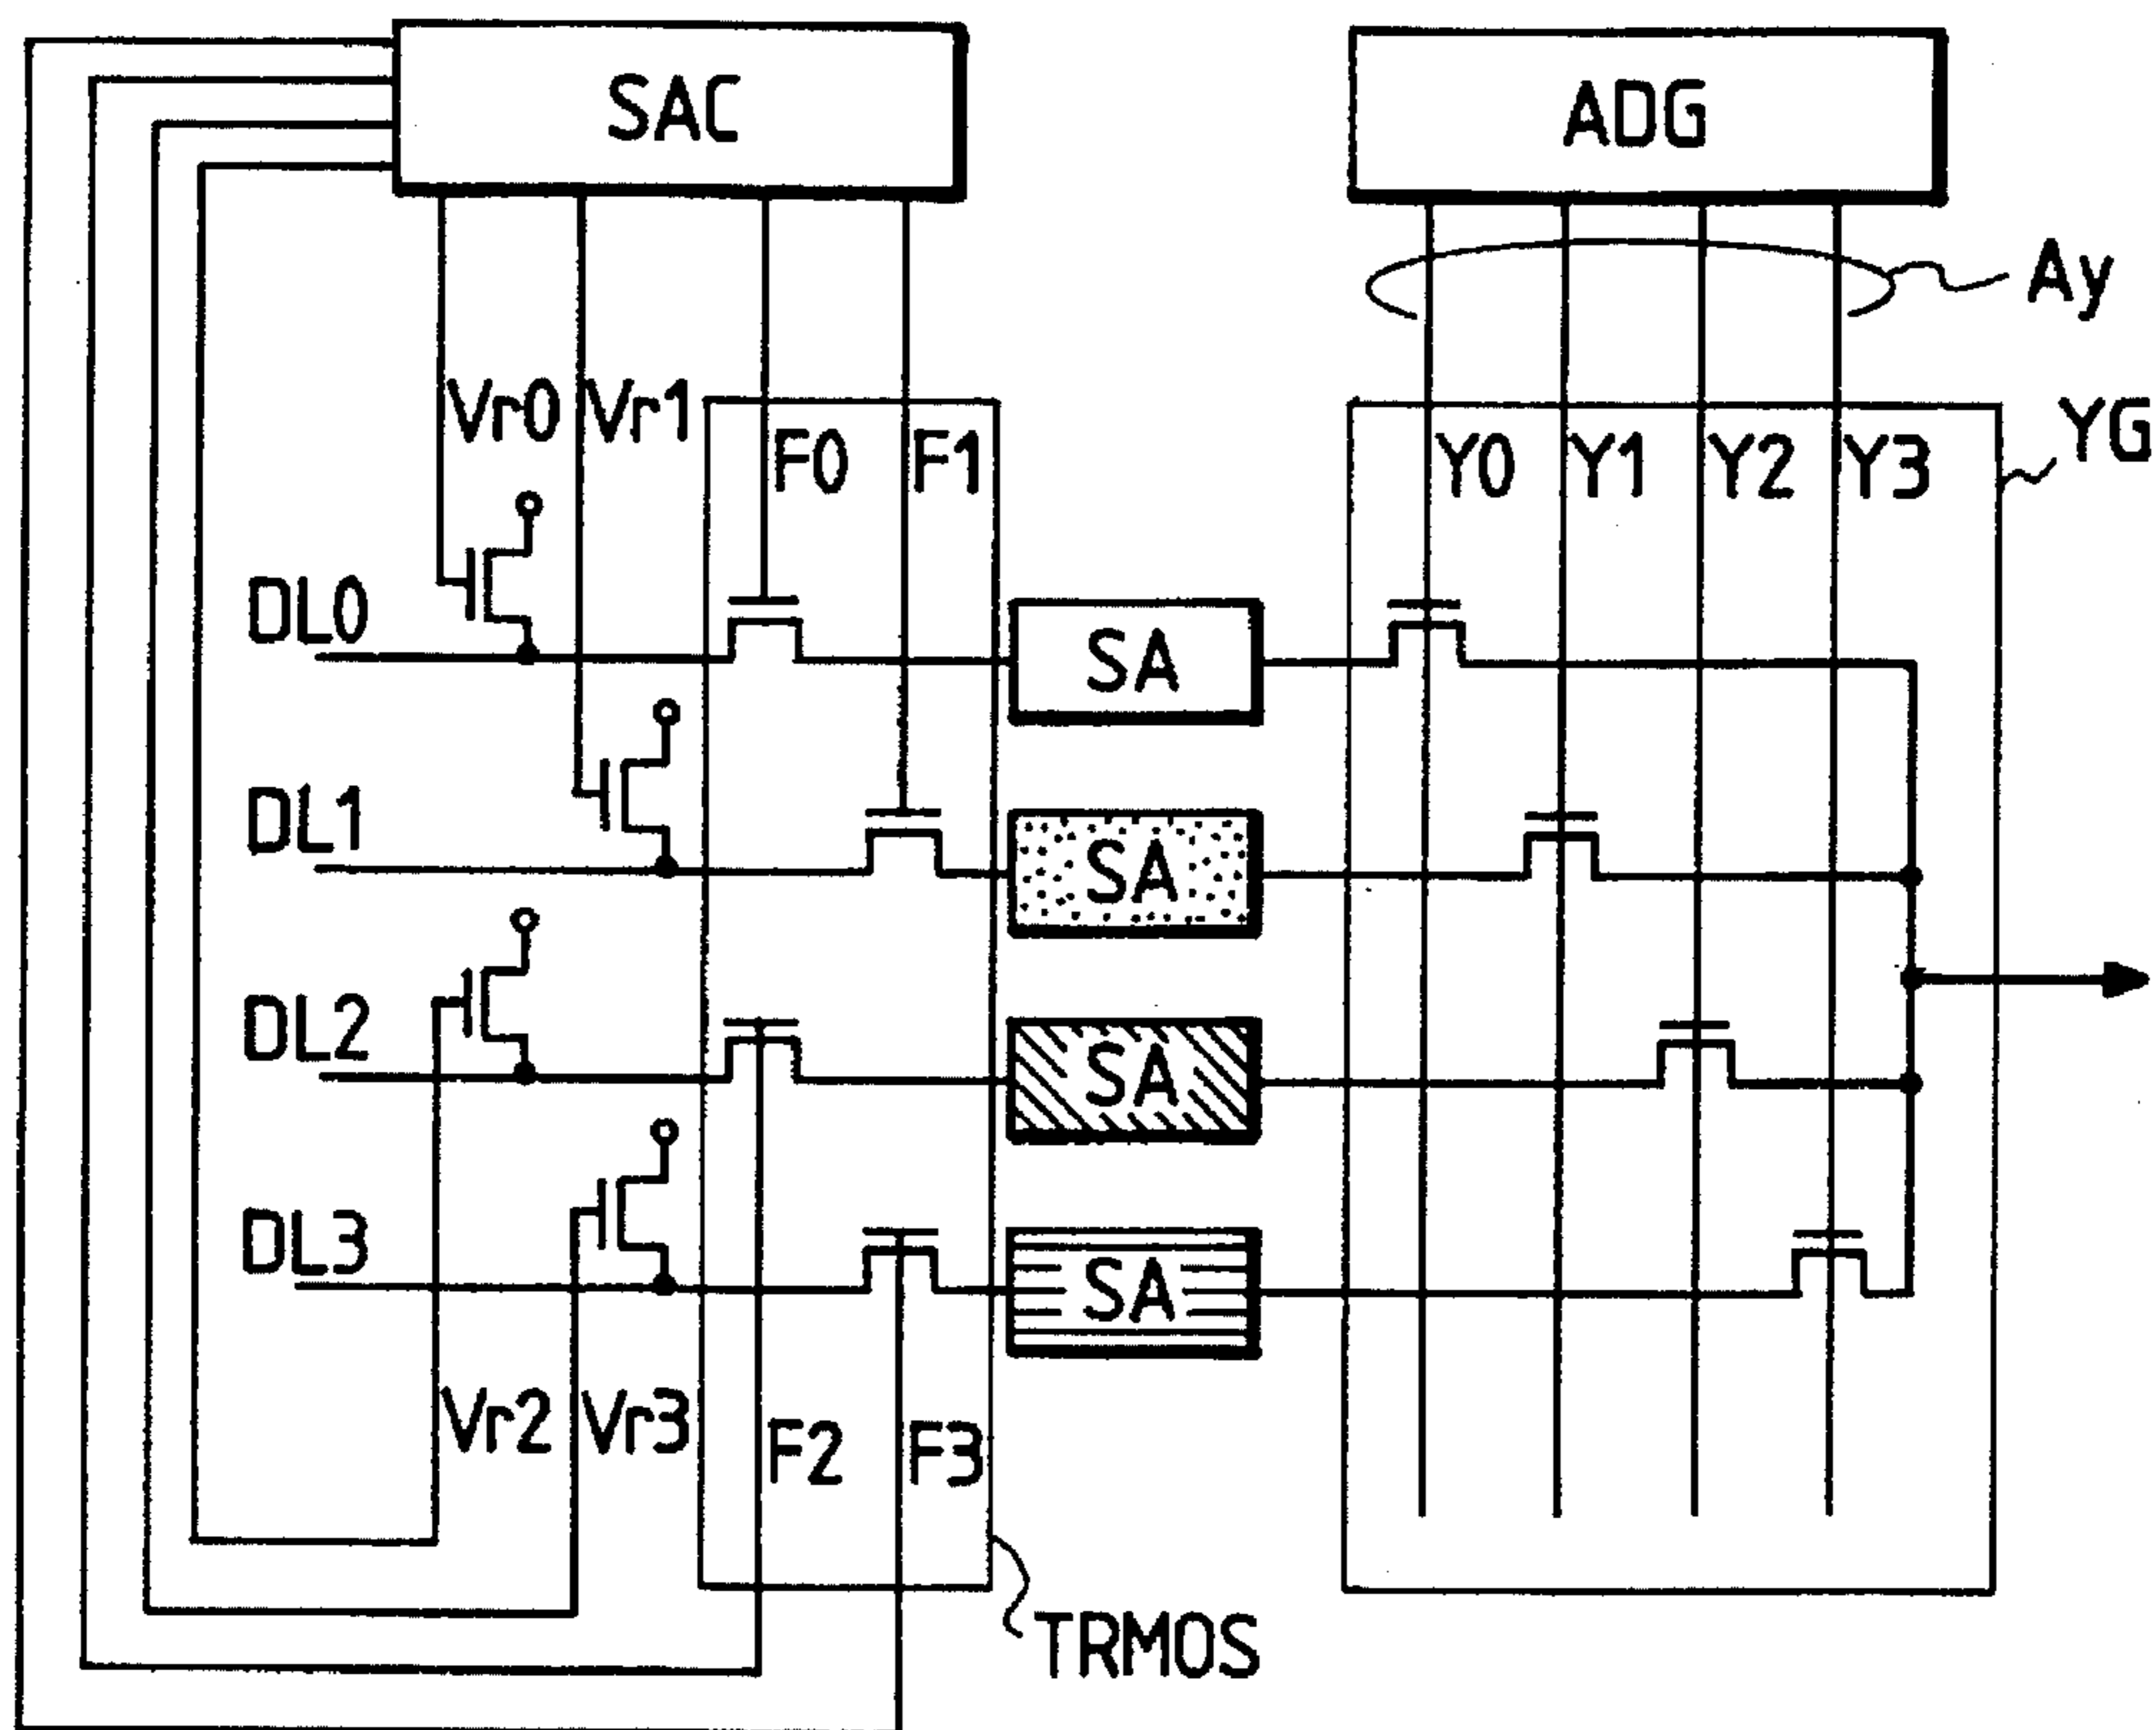 SAC
ADG
Ay
Vr0
Vr1
F0
F1
Y0
Y1
Y2
Y3
YG
DL0
SA
DL1
SA
DL2
SA
DL3
SA
Vr2
Vr3
F2
F3
TRMOS